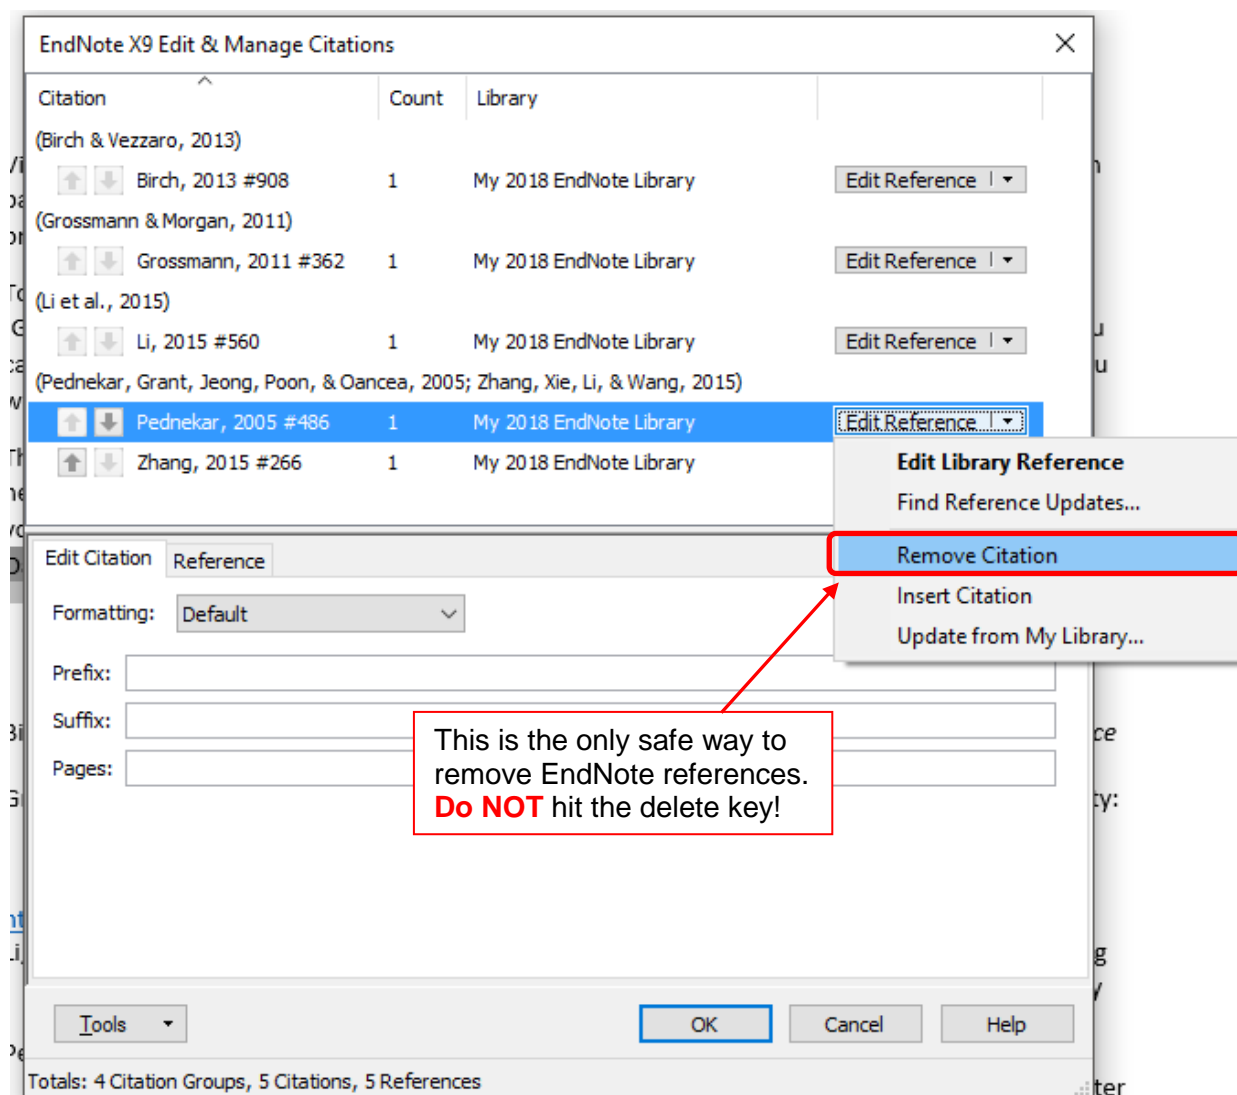 EndNote X9 Edit & Manage Citations
Citation Count Library
(Birch & Vezzaro, 2013)
Birch, 2013 #908 1 My 2018 EndNote Library Edit Reference
(Grossmann & Morgan, 2011)
Grossmann, 2011 #362 1 My 2018 EndNote Library Edit Reference
(Li et al., 2015)
Li, 2015 #560 1 My 2018 EndNote Library Edit Reference
(Pednekar, Grant, Jeong, Poon, & Oancea, 2005; Zhang, Xie, Li, & Wang, 2015)
Pednekar, 2005 #486 1 My 2018 EndNote Library Edit Reference
Zhang, 2015 #266 1 My 2018 EndNote Library
Edit Library Reference
Find Reference Updates...
Remove Citation
Insert Citation
Update from My Library...
Edit Citation Reference
Formatting: Default
Prefix:
Suffix:
Pages:
This is the only safe way to
remove EndNote references.
Do NOT hit the delete key!
Tools OK Cancel Help
Totals: 4 Citation Groups, 5 Citations, 5 References